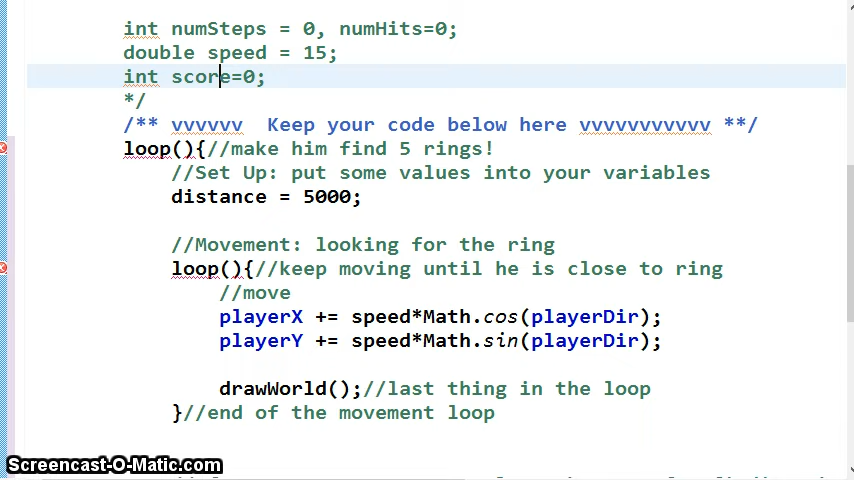 int numSteps = 0, numHits=0;
double speed = 15;
int score=0;
*/
/** vvvvvv  Keep your code below here vvvvvvvvvvv **/
loop(){//make him find 5 rings!
//Set Up: put some values into your variables
distance = 5000;
//Movement: looking for the ring
loop(){//keep moving until he is close to ring
//move
playerX += speed*Math.cos(playerDir);
playerY += speed*Math.sin(playerDir);
drawWorld();//last thing in the loop
}//end of the movement loop
Screencast-O-Matic.com